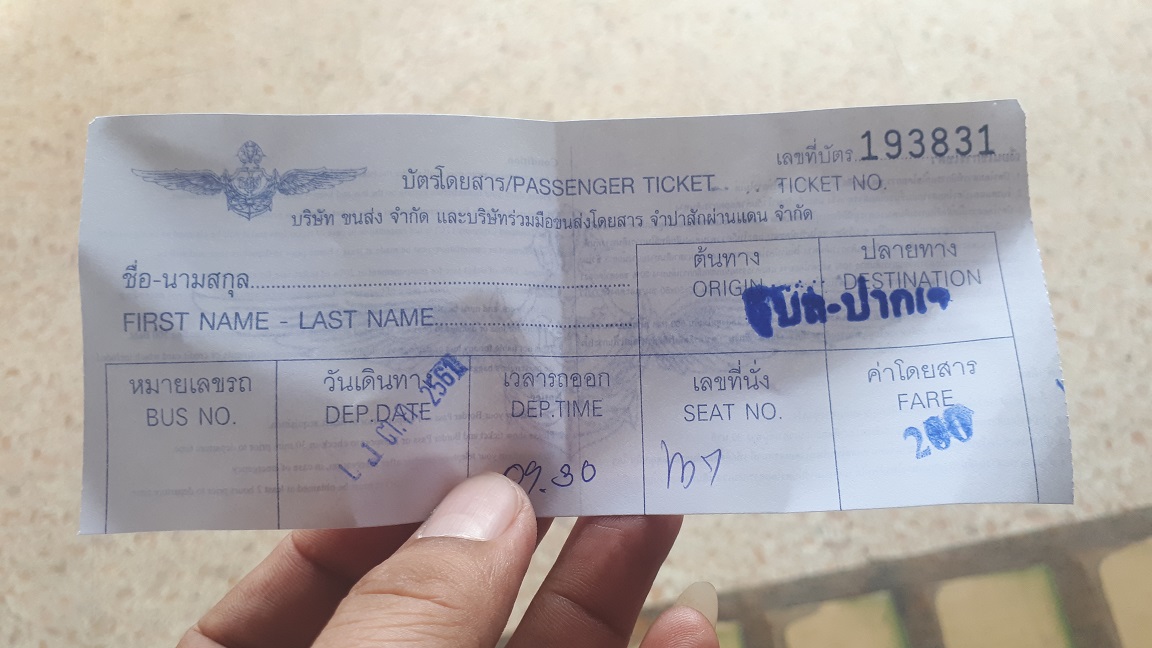 เลขที่บัตร 193831
บัตรโดยสาร/PASSENGER TICKET
TICKET NO.
บริษัท ขนส่ง จำกัด และบริษัทร่วมมือขนส่งโดยสาร จำปาสักผ่านแดน จำกัด
ชื่อ-นามสกุล
FIRST NAME - LAST NAME
ต้นทาง
ORIGIN
ปลายทาง
DESTINATION
อุบล-ปากเซ
หมายเลขรถ
BUS NO.
วันเดินทาง
DEP.DATE
ต.ค. 2561
เวลารถออก
DEP.TIME
09.30
เลขที่นั่ง
SEAT NO.
ค่าโดยสาร
FARE
200